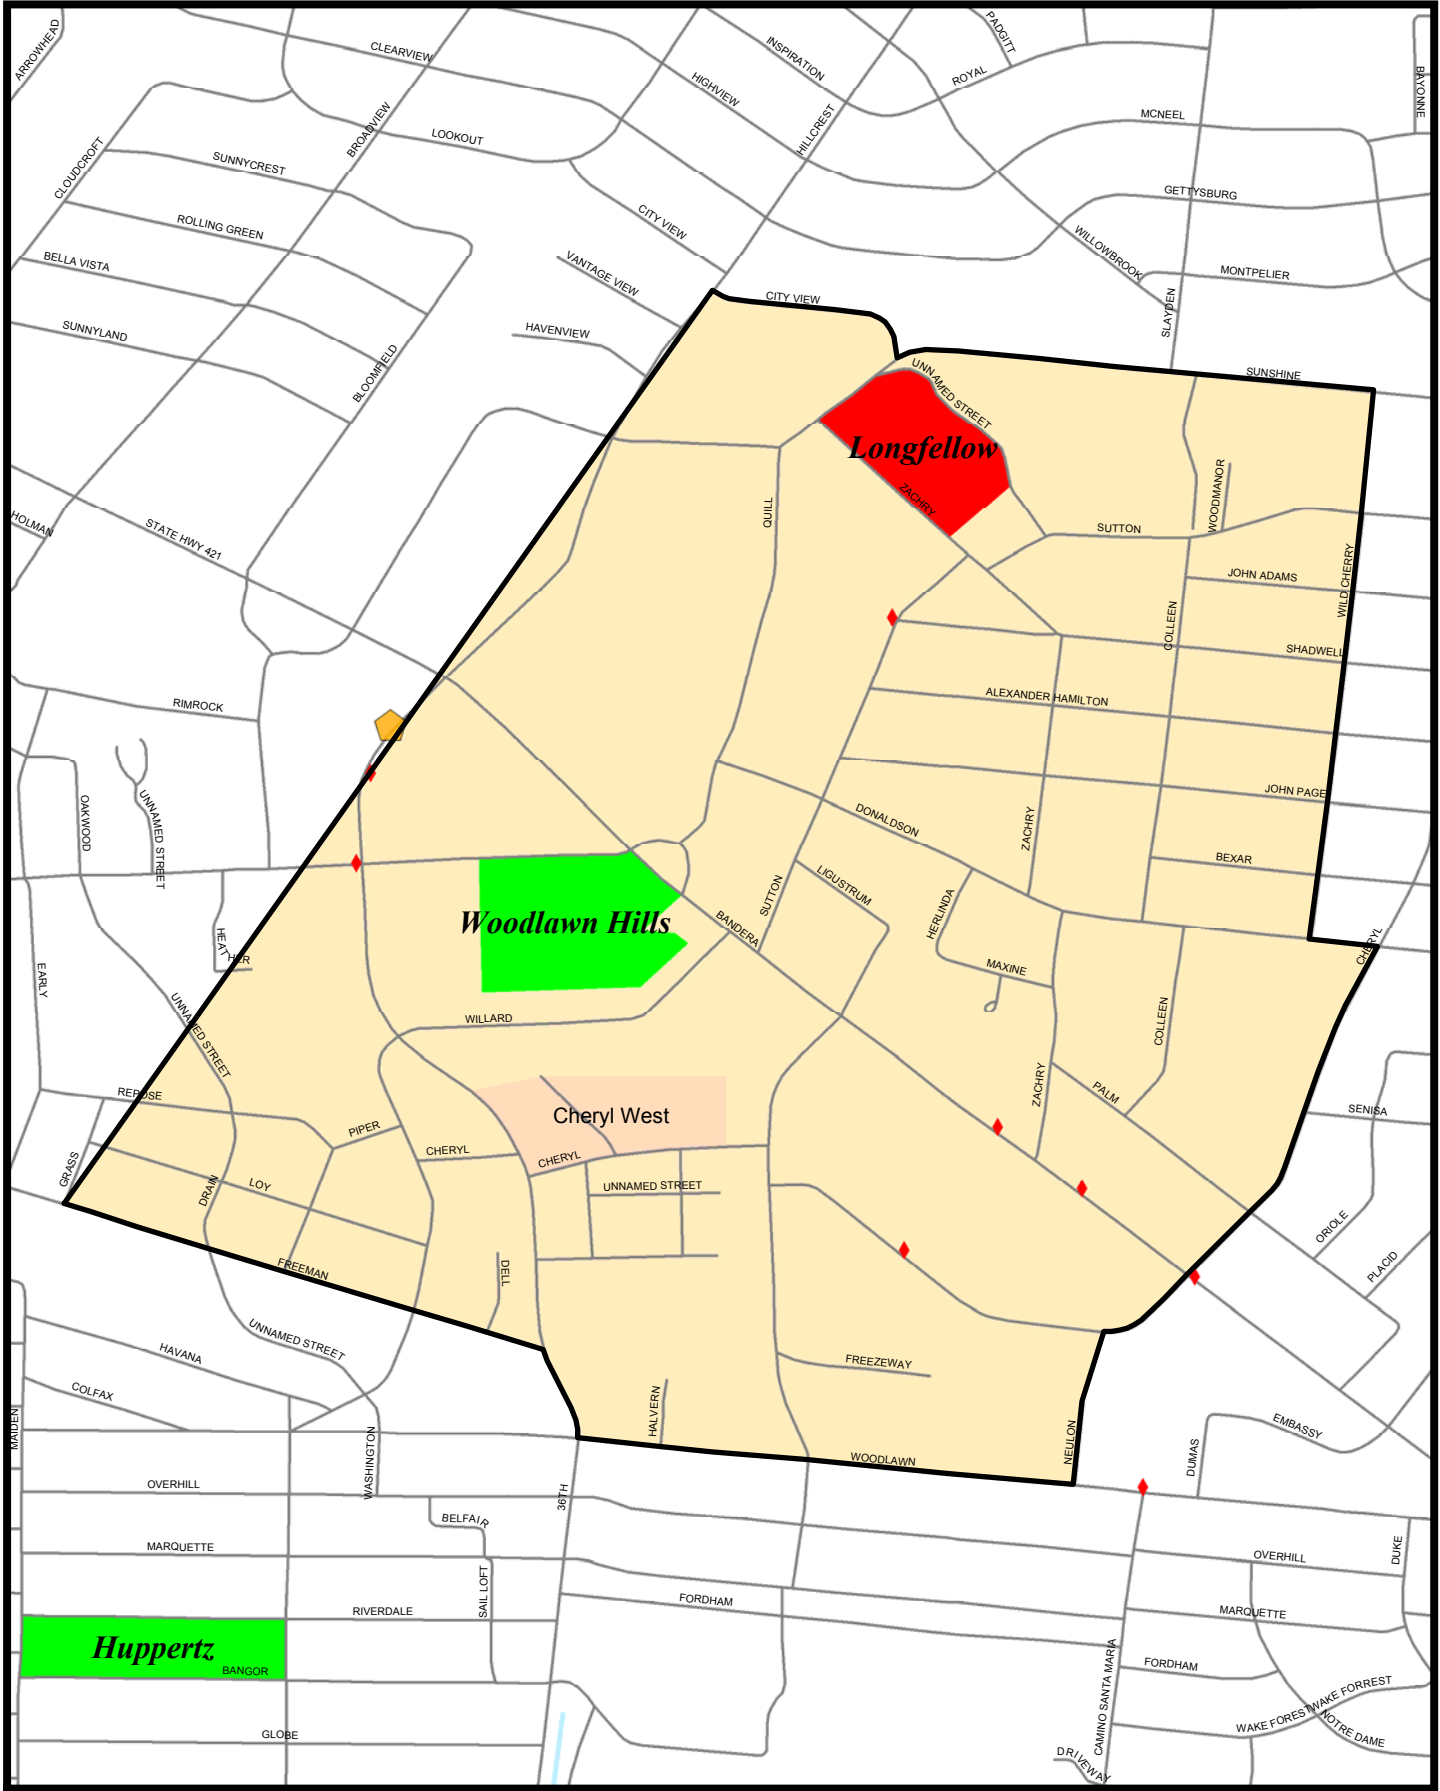 ARROWHEAD
CLEARVIEW
INSPIRATION
PADGITT
ROYAL
BAYONNE
HIGHVIEW
HILLCREST
MCNEEL
BROADVIEW
LOOKOUT
CLOUDCROFT
SUNNYCREST
GETTYSBURG
ROLLING GREEN
CITY VIEW
WILLOWBROOK
BELLA VISTA
VANTAGE VIEW
MONTPELIER
CITY VIEW
SLAYDEN
SUNNYLAND
HAVENVIEW
BLOOMFIELD
UNNAMED STREET
SUNSHINE
Longfellow
WOODMANOR
ZACHRY
QUILL
HOLMAN
STATE HWY 421
SUTTON
JOHN ADAMS
WILD CHERRY
COLLEEN
SHADWELL
ALEXANDER HAMILTON
RIMROCK
JOHN PAGE
OAKWOOD
UNNAMED STREET
DONALDSON
ZACHRY
BEXAR
LIGUSTRUM
SUTTON
HERLINDA
Woodlawn Hills
BANDERA
HEATHER
CHERYL
EARLY
MAXINE
UNNAMED STREET
WILLARD
COLLEEN
REPOSE
ZACHRY
PALM
SENISA
Cheryl West
PIPER
CHERYL
CHERYL
GRASS
DRAIN
LOY
UNNAMED STREET
ORIOLE
FREEMAN
DELL
PLACID
UNNAMED STREET
HAVANA
FREEZEWAY
COLFAX
HALVERN
EMBASSY
MAIDEN
WASHINGTON
NEULON
WOODLAWN
DUMAS
OVERHILL
36TH
BELFAIR
MARQUETTE
OVERHILL
DUKE
SAIL LOFT
RIVERDALE
FORDHAM
MARQUETTE
Huppertz
BANGOR
CAMINO SANTA MARIA
FORDHAM
WAKE FORREST
WAKE FOREST
NOTRE DAME
GLOBE
DRIVEWAY